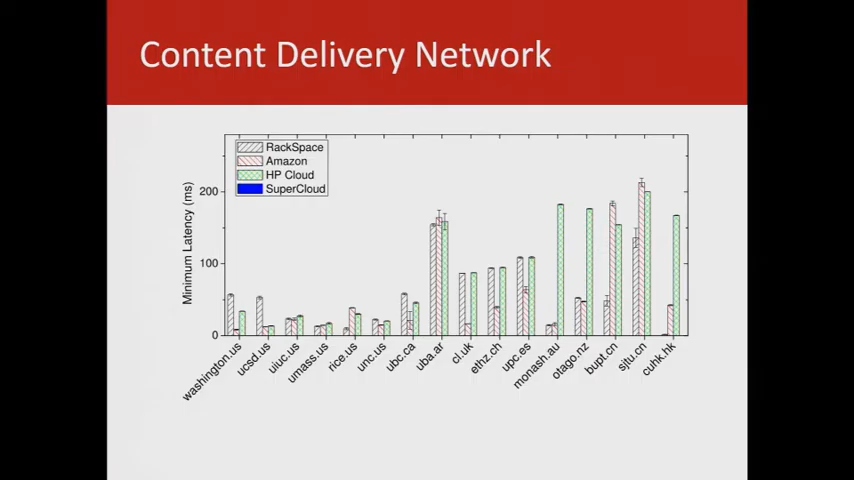 Content Delivery Network
RackSpace
Amazon
HP Cloud
SuperCloud
Minimum Latency (ms)
200
100
0
washington.us
ucsd.us
uiuc.us
umass.us
rice.us
unc.us
ubc.ca
uba.ar
cl.uk
ethz.ch
upc.es
monash.au
otago.nz
bupt.cn
sjtu.cn
cuhk.hk